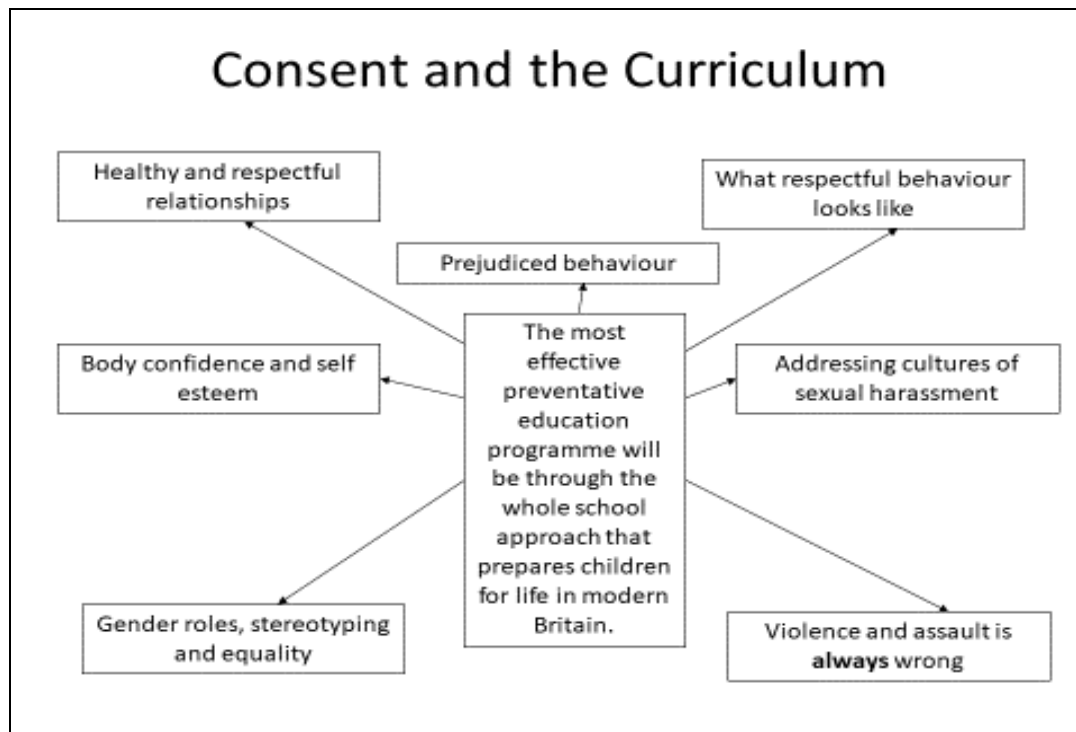 Consent and the Curriculum
Healthy and respectful
relationships
What respectful behaviour
looks like
Prejudiced behaviour
The most
effective
preventative
education
programme will
be through the
whole school
approach that
prepares children
for life in modern
Britain.
Body confidence and self
esteem
Addressing cultures of
sexual harassment
Gender roles, stereotyping
and equality
Violence and assault is
always wrong